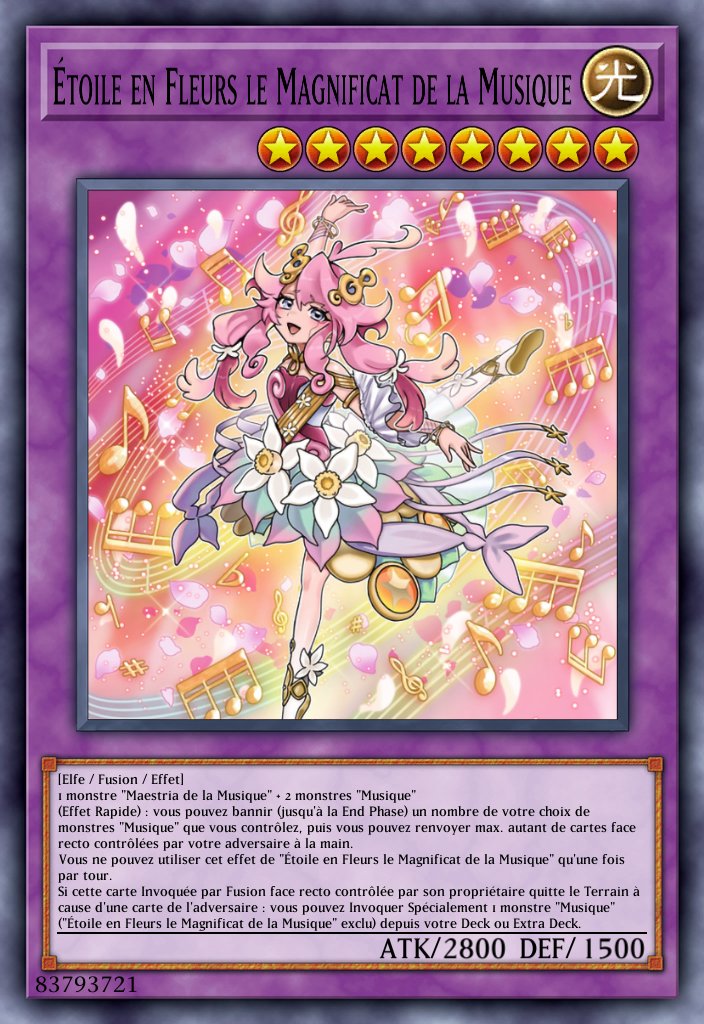 Étoile en Fleurs le Magnificat de la Musique 光
[Elfe / Fusion / Effet]
1 monstre "Maestria de la Musique" + 2 monstres "Musique"
(Effet Rapide) : vous pouvez bannir (jusqu'à la End Phase) un nombre de votre choix de
monstres "Musique" que vous contrôlez, puis vous pouvez renvoyer max. autant de cartes face
recto contrôlées par votre adversaire à la main.
Vous ne pouvez utiliser cet effet de "Étoile en Fleurs le Magnificat de la Musique" qu'une fois
par tour.
Si cette carte Invoquée par Fusion face recto contrôlée par son propriétaire quitte le Terrain à
cause d'une carte de l'adversaire : vous pouvez Invoquer Spécialement 1 monstre "Musique"
("Étoile en Fleurs le Magnificat de la Musique" exclu) depuis votre Deck ou Extra Deck.
ATK/2800 DEF/1500
83793721